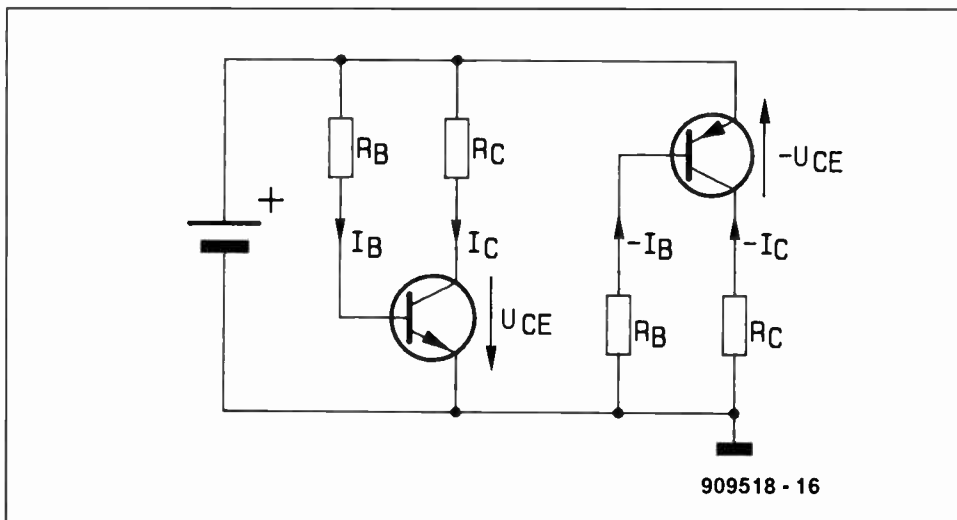 +
RB
RC
IB
IC
UCE
-UCE
-IB
-IC
RB
RC
909518 - 16